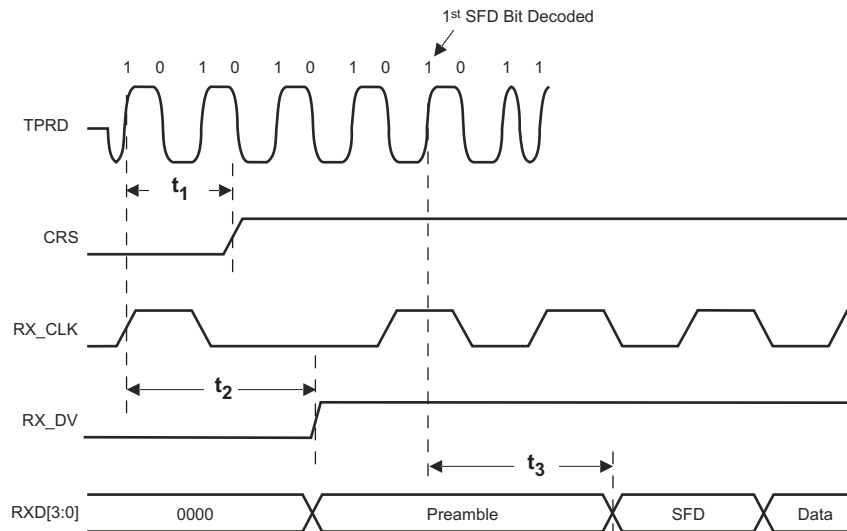 1st SFD Bit Decoded
1 0 1 0 1 0 1 0 1 0 1 1
TPRD
t1
CRS
RX_CLK
t2
RX_DV
t3
RXD[3:0] 0000 Preamble SFD Data